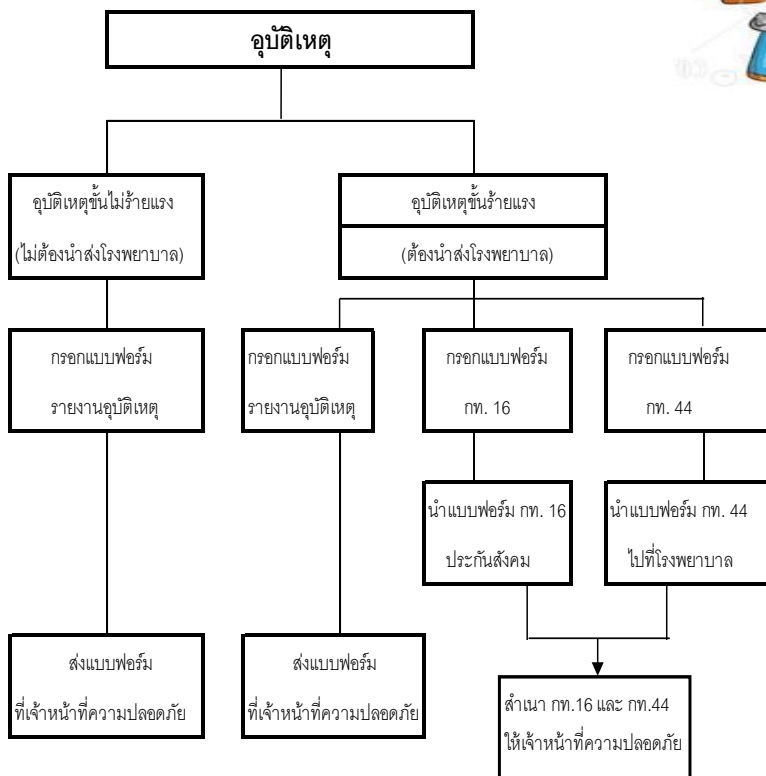 อุบัติเหตุ
อุบัติเหตุขั้นไม่ร้ายแรง
(ไม่ต้องนำส่งโรงพยาบาล)
อุบัติเหตุขั้นร้ายแรง
(ต้องนำส่งโรงพยาบาล)
กรอกแบบฟอร์ม
รายงานอุบัติเหตุ
กรอกแบบฟอร์ม
รายงานอุบัติเหตุ
กรอกแบบฟอร์ม
กท. 16
กรอกแบบฟอร์ม
กท. 44
นำแบบฟอร์ม กท. 16
ประกันสังคม
นำแบบฟอร์ม กท. 44
ไปที่โรงพยาบาล
ส่งแบบฟอร์ม
ที่เจ้าหน้าที่ความปลอดภัย
ส่งแบบฟอร์ม
ที่เจ้าหน้าที่ความปลอดภัย
สำเนา กท.16 และ กท.44
ให้เจ้าหน้าที่ความปลอดภัย